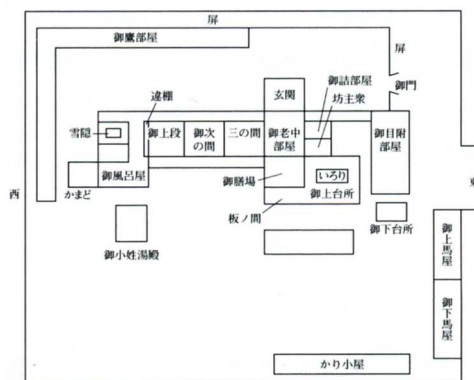 屏
御鷹部屋
屏
御門
玄関
御詰部屋
坊主衆
違棚
雪隠
御上段
御次
の間
三の間
御老中
部屋
御目附
部屋
御風呂屋
かまど
御膳場
いろり
御上台所
板ノ間
御下台所
御小姓湯殿
西
東
御上馬屋
御下馬屋
かり小屋